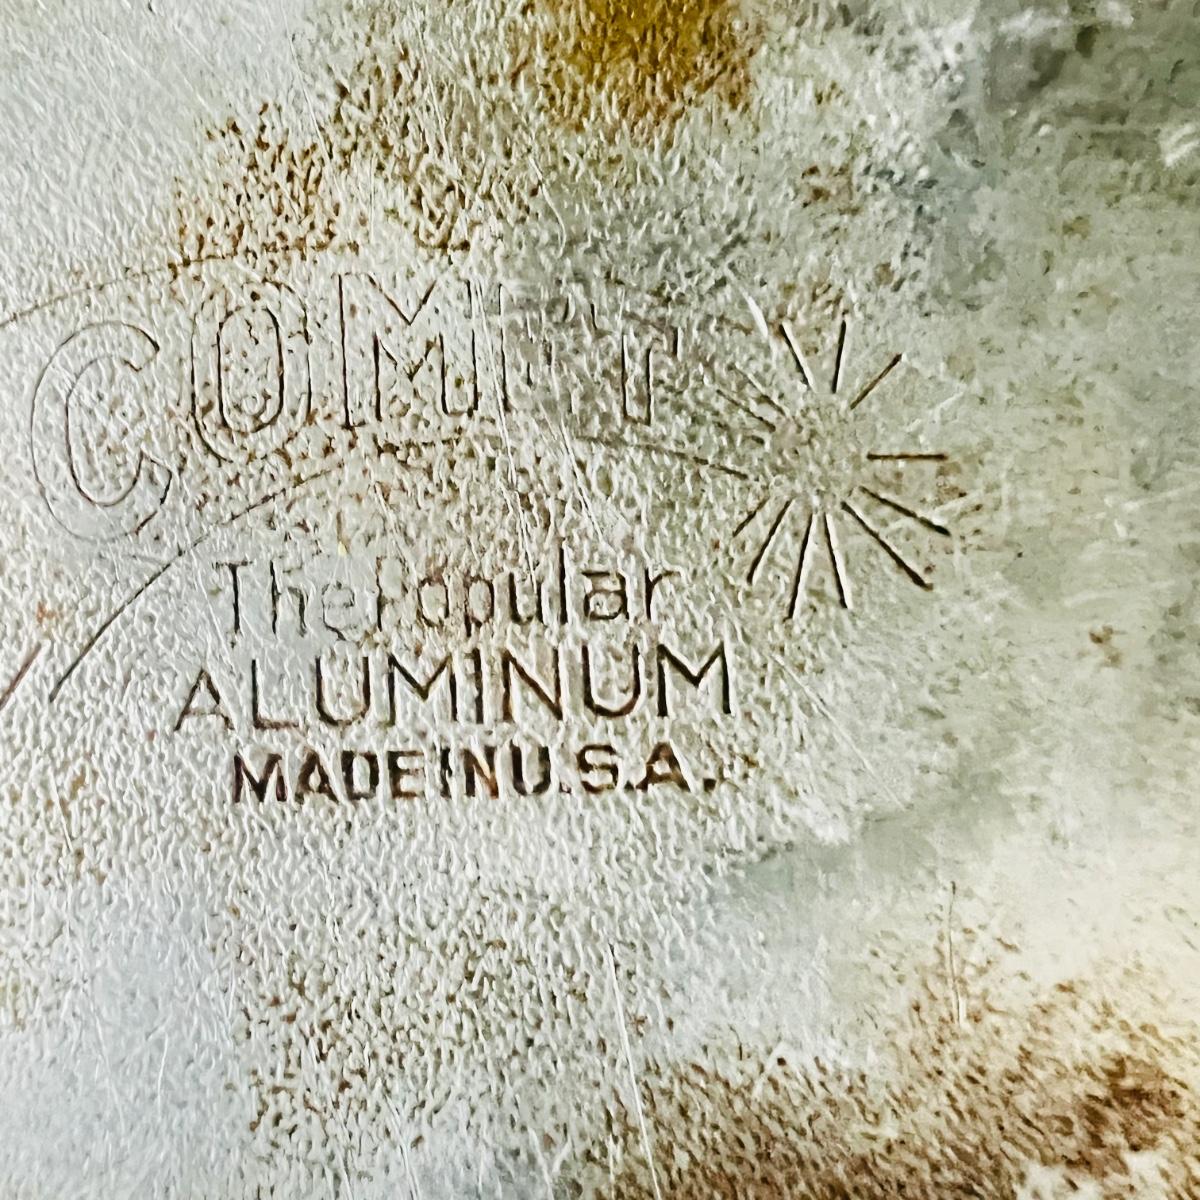 COMET
The Popular
ALUMINUM
MADE IN U.S.A.